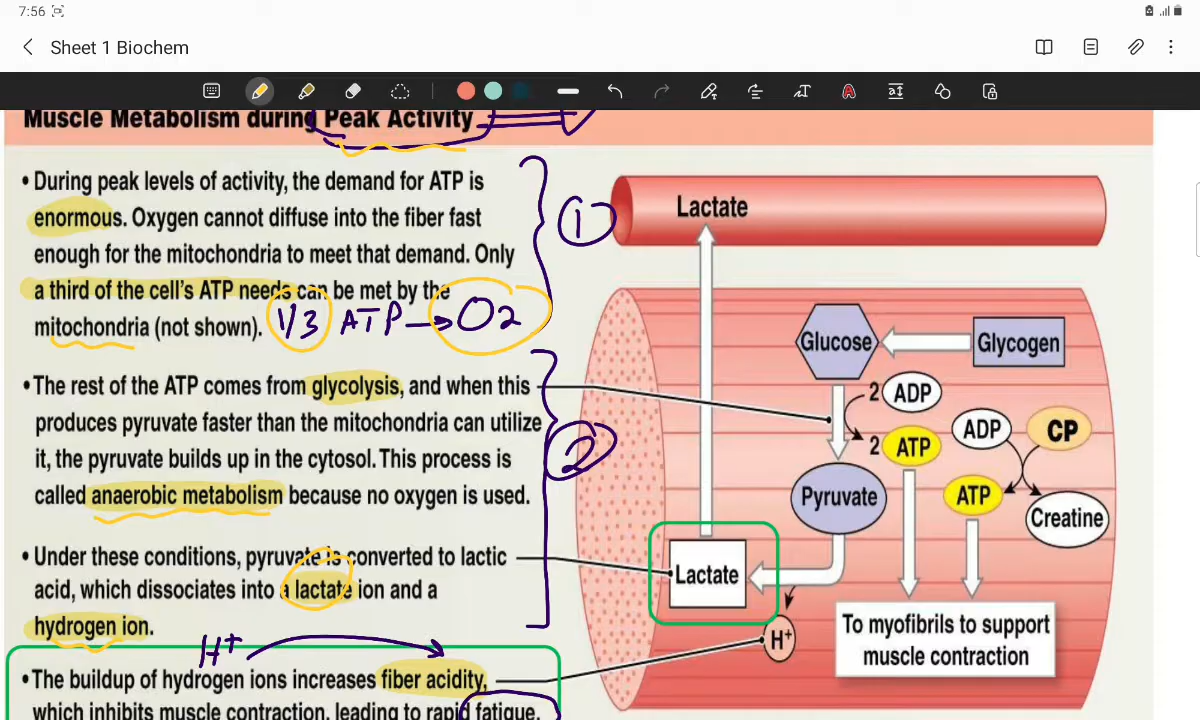 7:56
Sheet 1 Biochem
Muscle Metabolism during Peak Activity
• During peak levels of activity, the demand for ATP is
enormous. Oxygen cannot diffuse into the fiber fast
enough for the mitochondria to meet that demand. Only
a third of the cell's ATP needs can be met by the
mitochondria (not shown).
1/3 ATP → O2
1
• The rest of the ATP comes from glycolysis, and when this
produces pyruvate faster than the mitochondria can utilize
it, the pyruvate builds up in the cytosol. This process is
called anaerobic metabolism because no oxygen is used.
2
• Under these conditions, pyruvate is converted to lactic
acid, which dissociates into a lactate ion and a
hydrogen ion.
H+
• The buildup of hydrogen ions increases fiber acidity,
which inhibits muscle contraction, leading to rapid fatigue.
Lactate
Glucose
Glycogen
2 ADP
2 ATP
ADP
CP
ATP
Creatine
Pyruvate
Lactate
H+
To myofibrils to support
muscle contraction